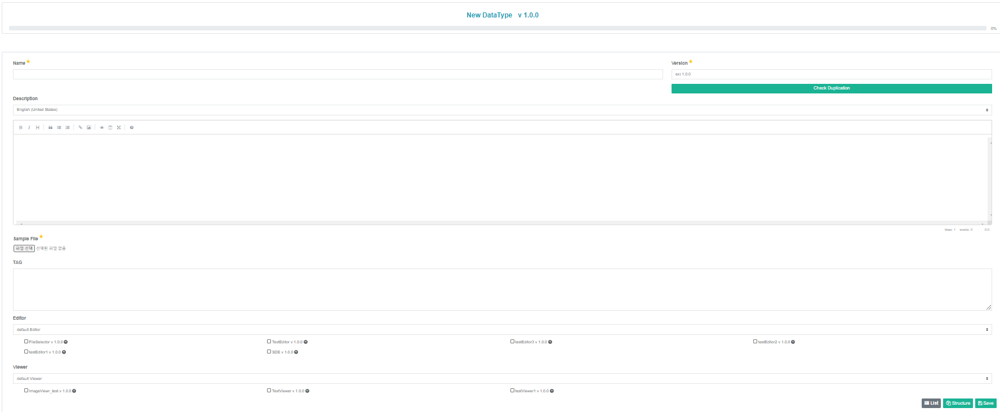 New DataType v 1.0.0
0%
Name *
Version *
ex) 1.0.0
Check Duplication
Description
English (United States)
B I H
lines: 1 words: 0 0:0
Sample File *
파일 선택 선택된 파일 없음
TAG
Editor
default Editor
FileSelector v 1.0.0 TextEditor v 1.0.0 testEditor3 v 1.0.0 testEditor2 v 1.0.0
testEditor1 v 1.0.0 SDE v 1.0.0
Viewer
default Viewer
ImageViewr_test v 1.0.0 TextViewer v 1.0.0 testViewer1 v 1.0.0
List Structure Save